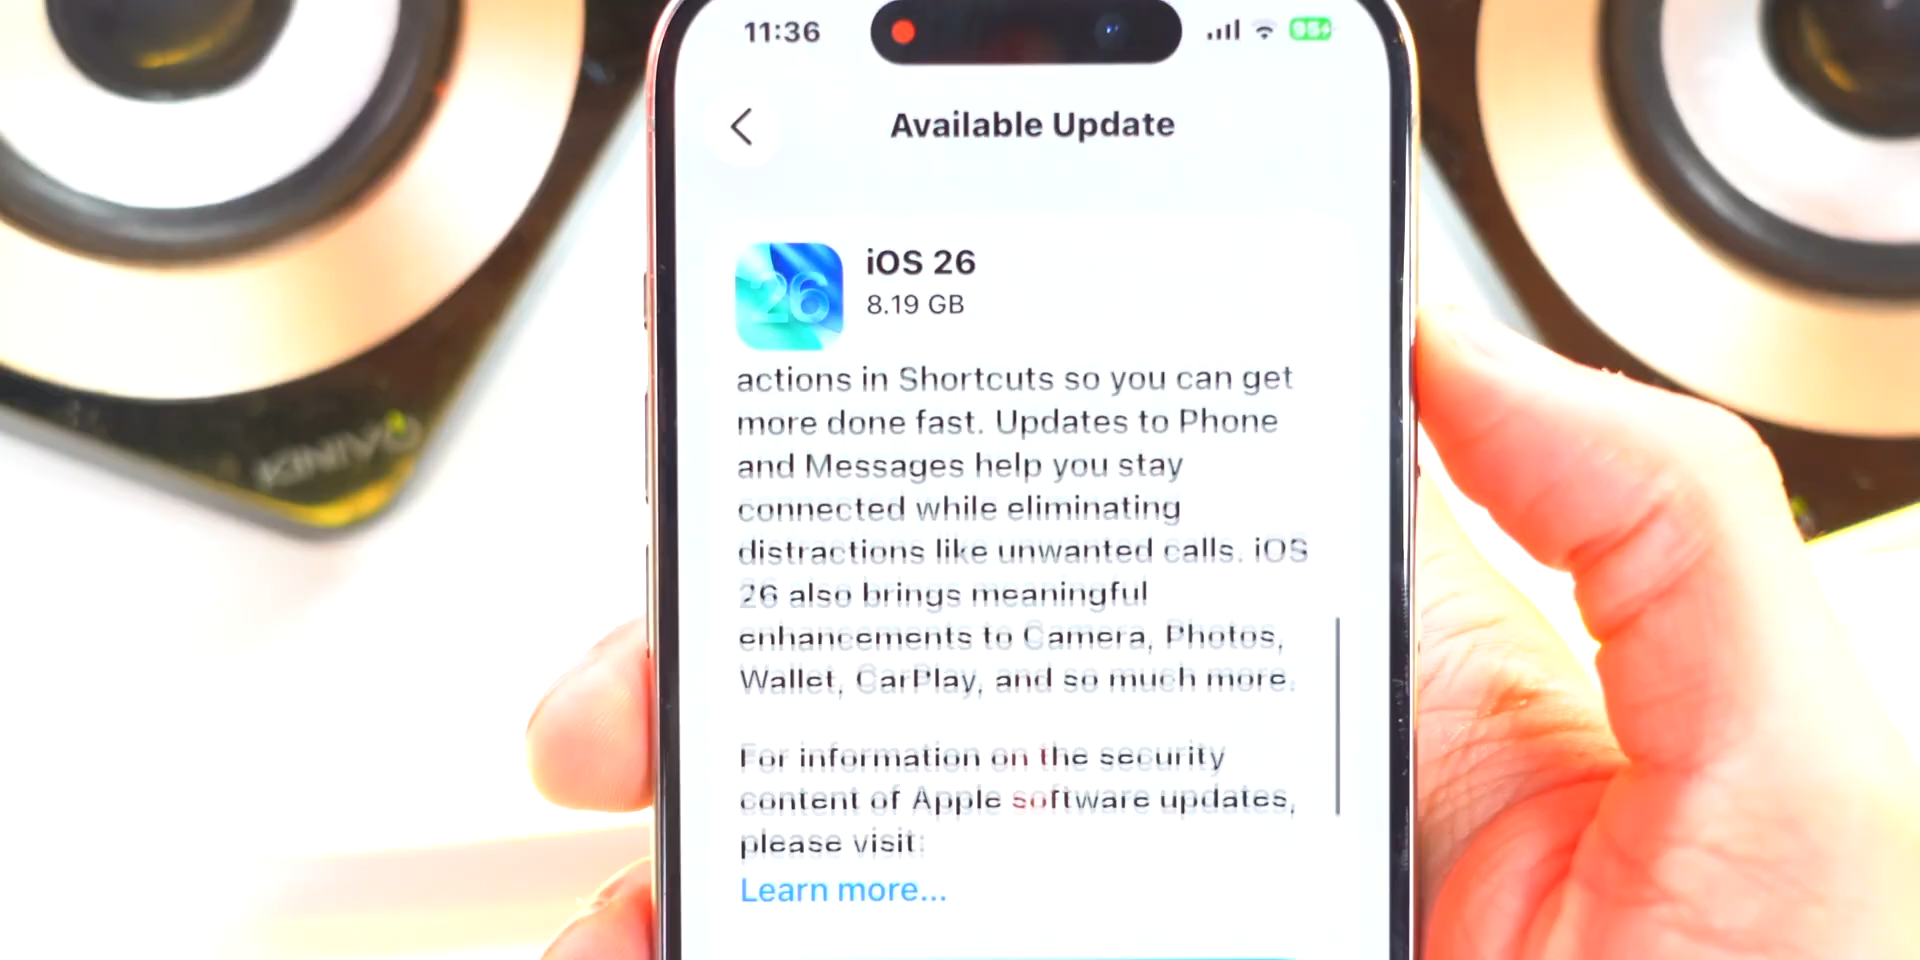 11:36
95
Available Update
26
iOS 26
8.19 GB
actions in Shortcuts so you can get
more done fast. Updates to Phone
and Messages help you stay
connected while eliminating
distractions like unwanted calls. iOS
26 also brings meaningful
enhancements to Camera, Photos,
Wallet, CarPlay, and so much more.
For information on the security
content of Apple software updates,
please visit:
Learn more...
KINIVO